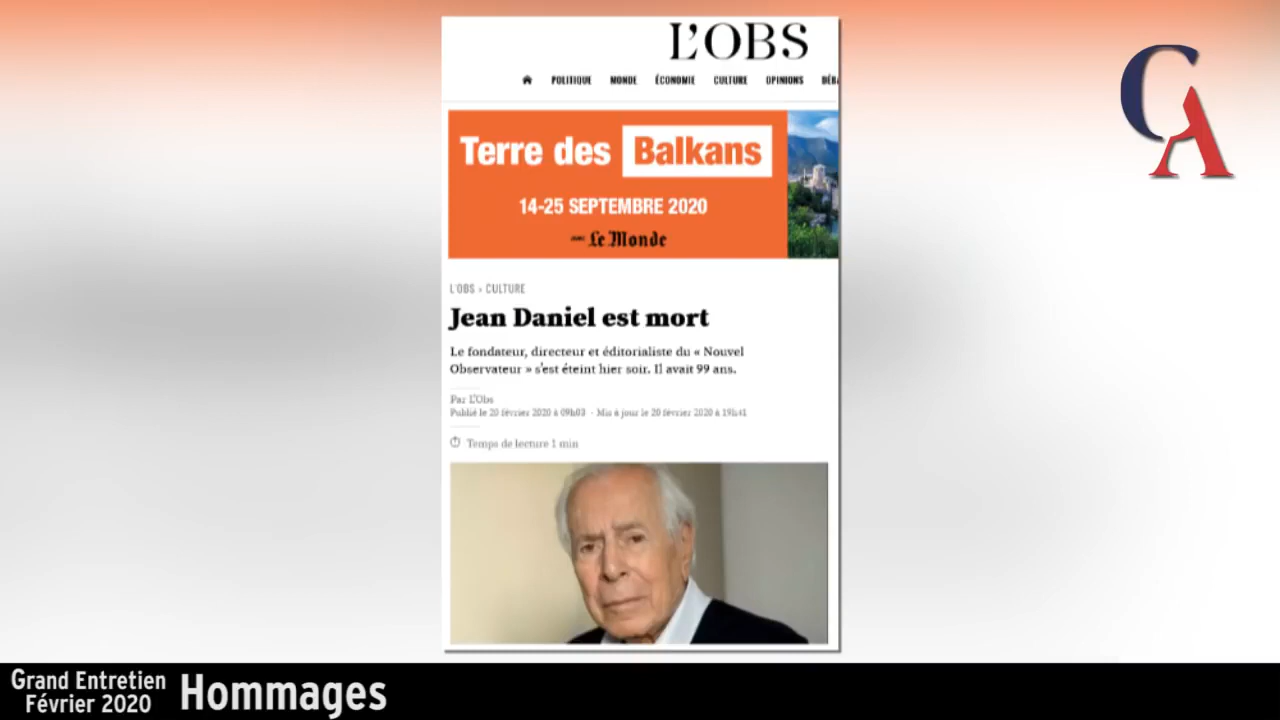 L'OBS
POLITIQUE MONDE ÉCONOMIE CULTURE OPINIONS DÉBA
CA
Terre des Balkans
14-25 SEPTEMBRE 2020
avec Le Monde
L'OBS > CULTURE
Jean Daniel est mort
Le fondateur, directeur et éditorialiste du « Nouvel
Observateur » s'est éteint hier soir. Il avait 99 ans.
Par L'Obs
Publié le 20 février 2020 à 09h03 · Mis à jour le 20 février 2020 à 19h41
Temps de lecture 1 min
Grand Entretien
Février 2020
Hommages